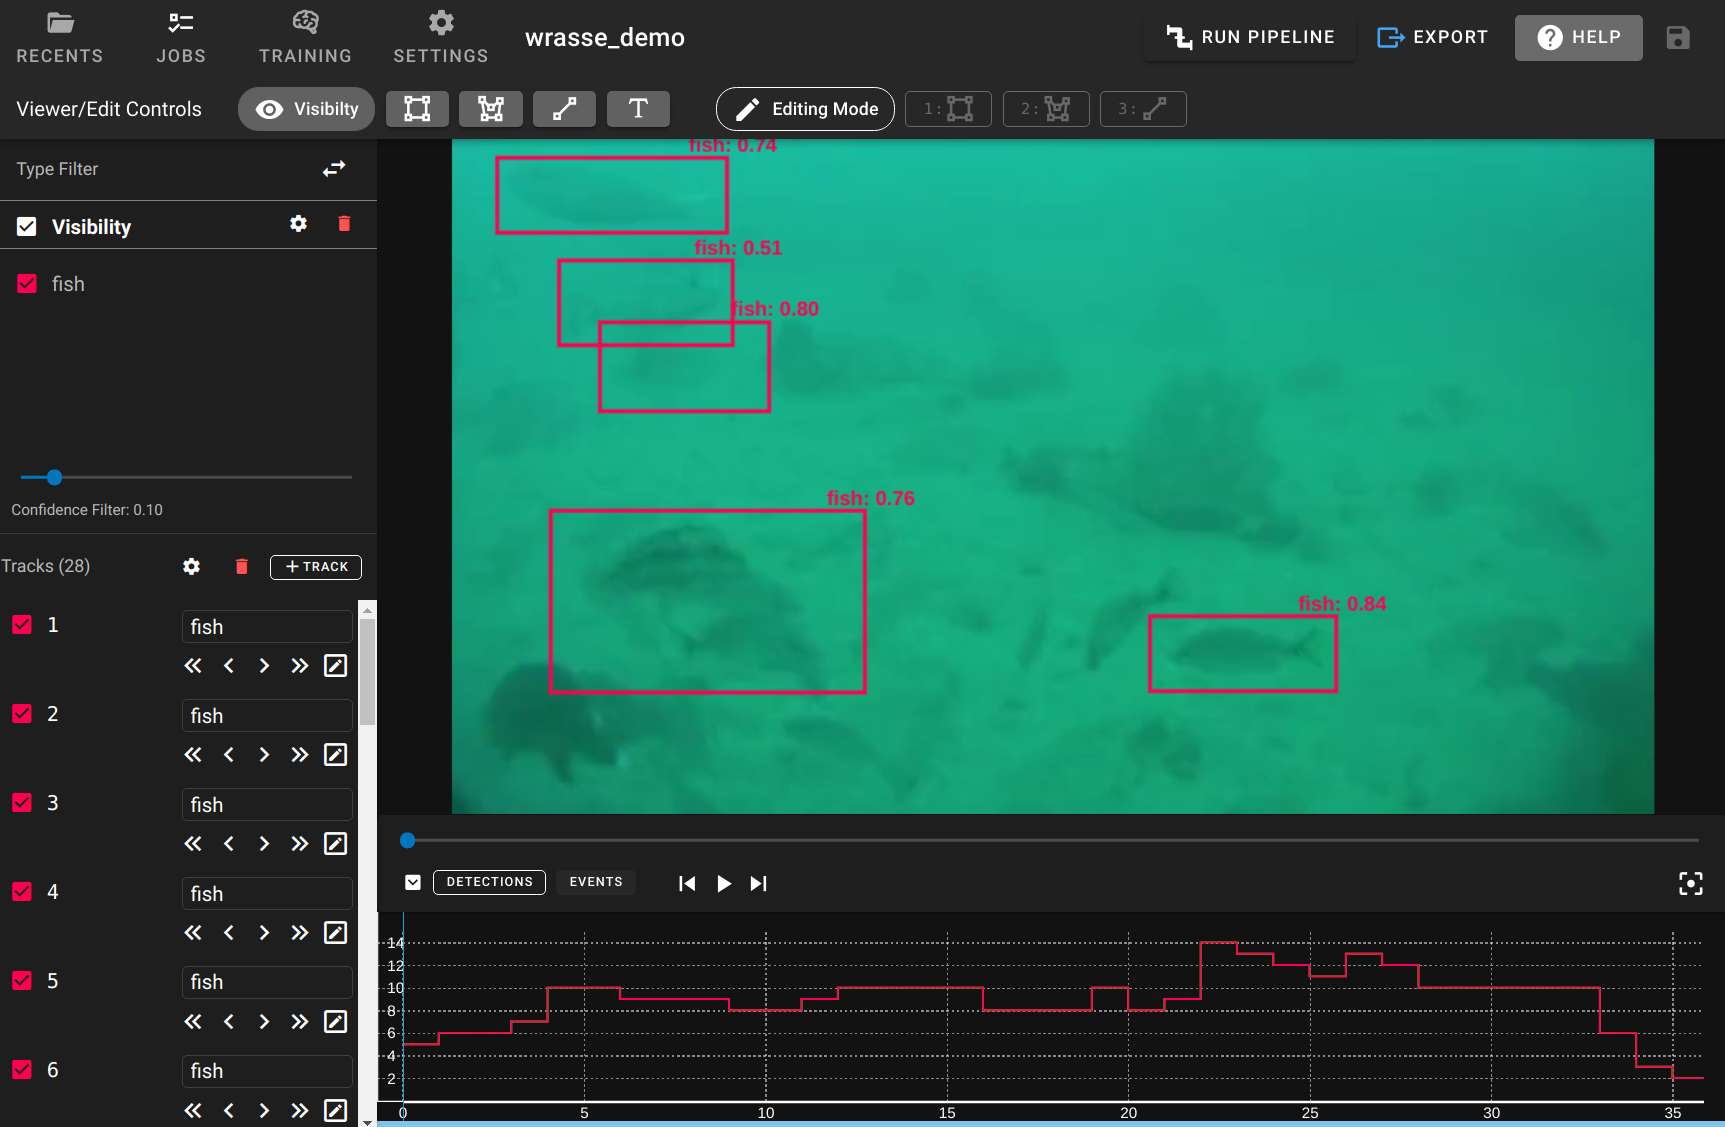 RECENTS JOBS TRAINING SETTINGS wrasse_demo RUN PIPELINE EXPORT HELP
Viewer/Edit Controls Visibilty T Editing Mode 1: 2: 3:
Type Filter
Visibility
fish
Confidence Filter: 0.10
Tracks (28) +TRACK
1 fish
2 fish
3 fish
4 fish
5 fish
6 fish
fish: 0.74
fish: 0.51
fish: 0.80
fish: 0.76
fish: 0.84
DETECTIONS EVENTS
14
12
10
8
6
4
2
0 5 10 15 20 25 30 35